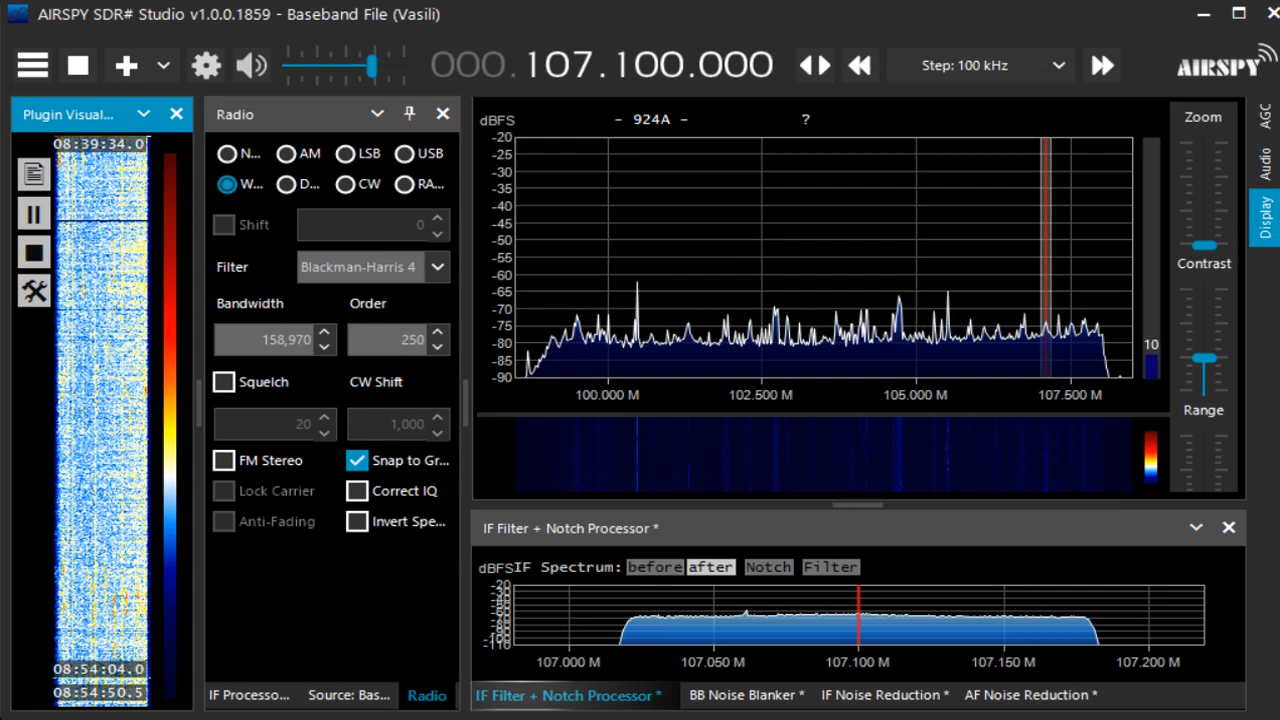 AIRSPY SDR# Studio v1.0.0.1859 - Baseband File (Vasili)
000.107.100.000
Step: 100 kHz
AIRSPY
Plugin Visual...
08:39:34.0
08:54:04.0
08:54:50.5
Radio
N... AM LSB USB
W... D... CW RA...
Shift 0
Filter Blackman-Harris 4
Bandwidth Order
158,970 250
Squelch CW Shift
20 1,000
FM Stereo Snap to Gr...
Lock Carrier Correct IQ
Anti-Fading Invert Spe...
IF Processo... Source: Bas... Radio
dBFS - 924A - ?
-20
-25
-30
-35
-40
-45
-50
-55
-60
-65
-70
-75
-80
-85
-90
100.000 M 102.500 M 105.000 M 107.500 M
10
Zoom
Contrast
Range
AGC
Audio
Display
IF Filter + Notch Processor *
dBFS IF Spectrum: before after Notch Filter
-20
107.000 M 107.050 M 107.100 M 107.150 M 107.200 M
IF Filter + Notch Processor * BB Noise Blanker * IF Noise Reduction * AF Noise Reduction *